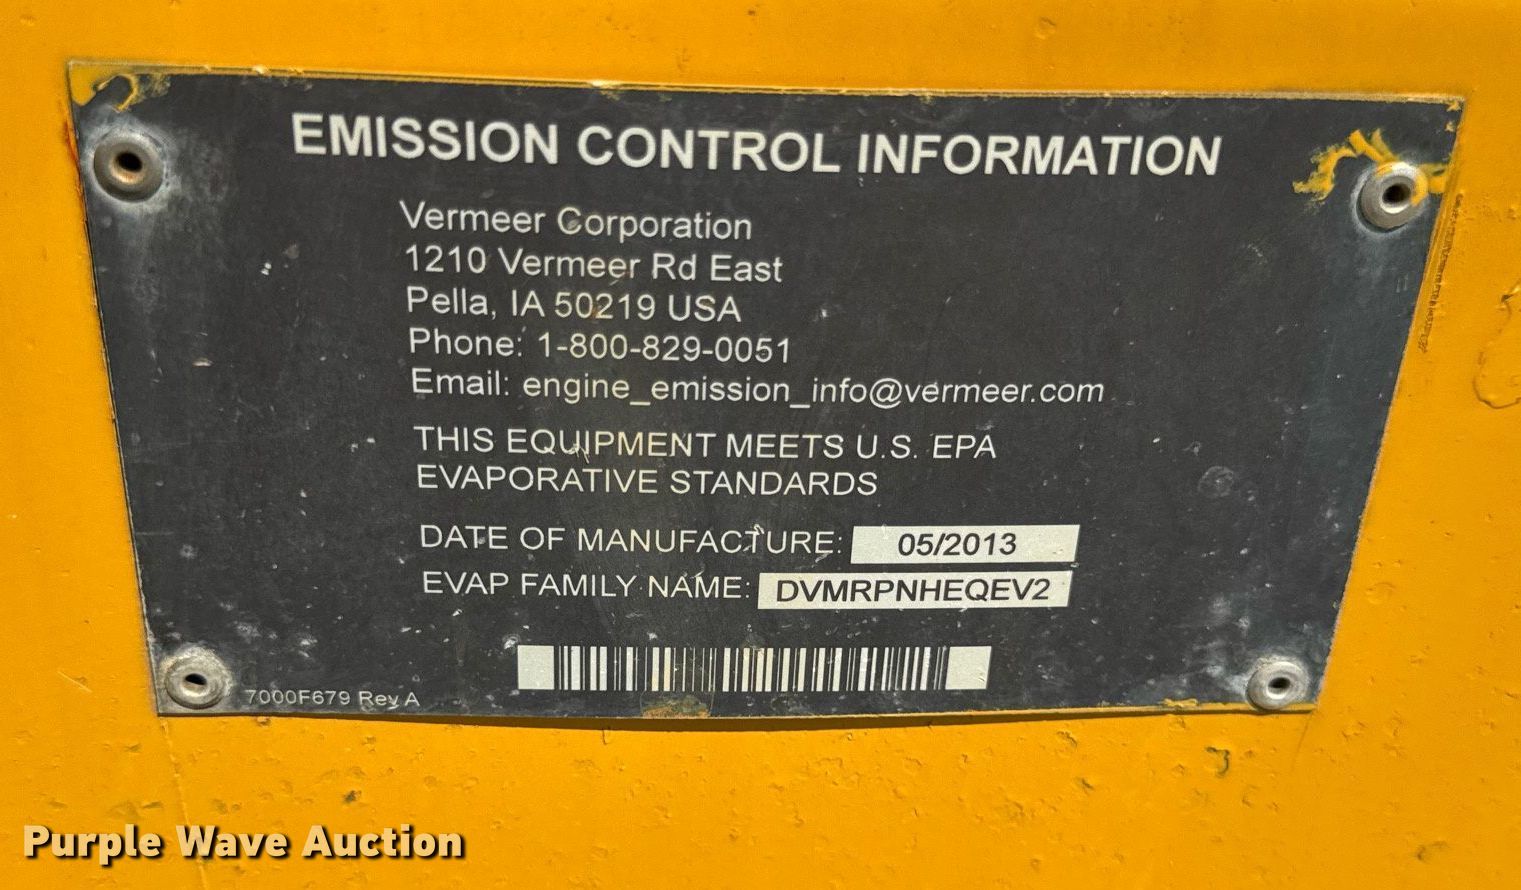 EMISSION CONTROL INFORMATION
Vermeer Corporation
1210 Vermeer Rd East
Pella, IA 50219 USA
Phone: 1-800-829-0051
Email: engine_emission_info@vermeer.com
THIS EQUIPMENT MEETS U.S. EPA
EVAPORATIVE STANDARDS
DATE OF MANUFACTURE: 05/2013
EVAP FAMILY NAME: DVMRPNHEQEV2
7000F679 Rev A
Purple Wave Auction